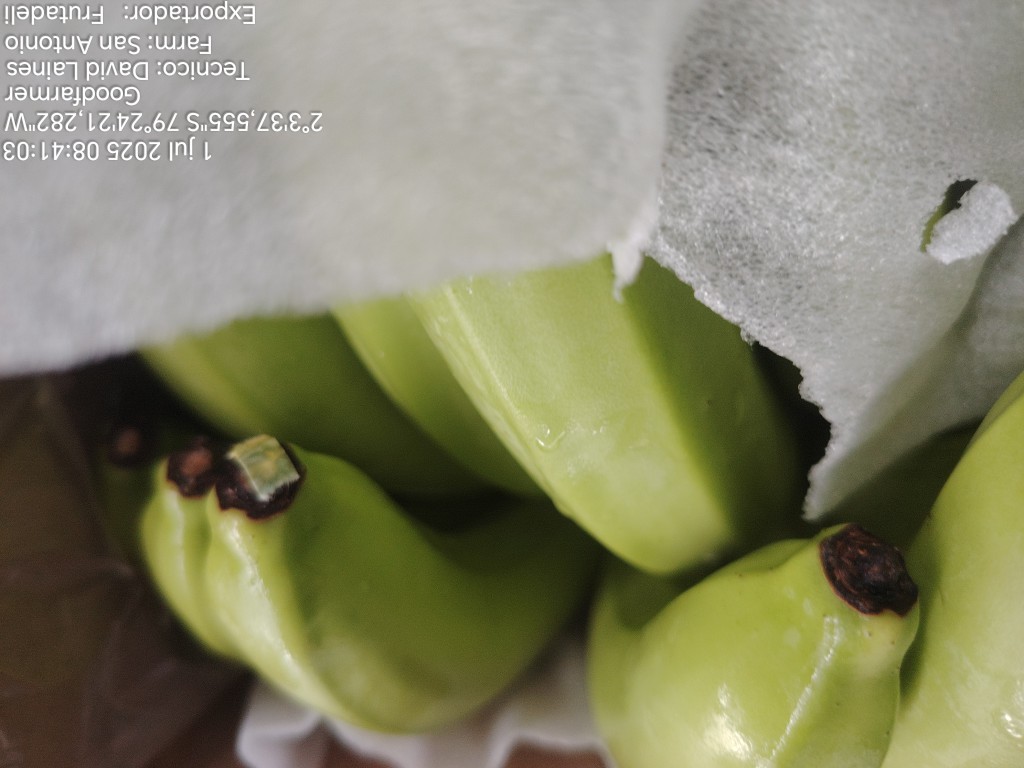 1 jul 2025 08:41:03
2°3'37,555"S 79°24'21,282"W
Goodfarmer
Tecnico: David Laines
Farm: San Antonio
Exportador: Frutadeli